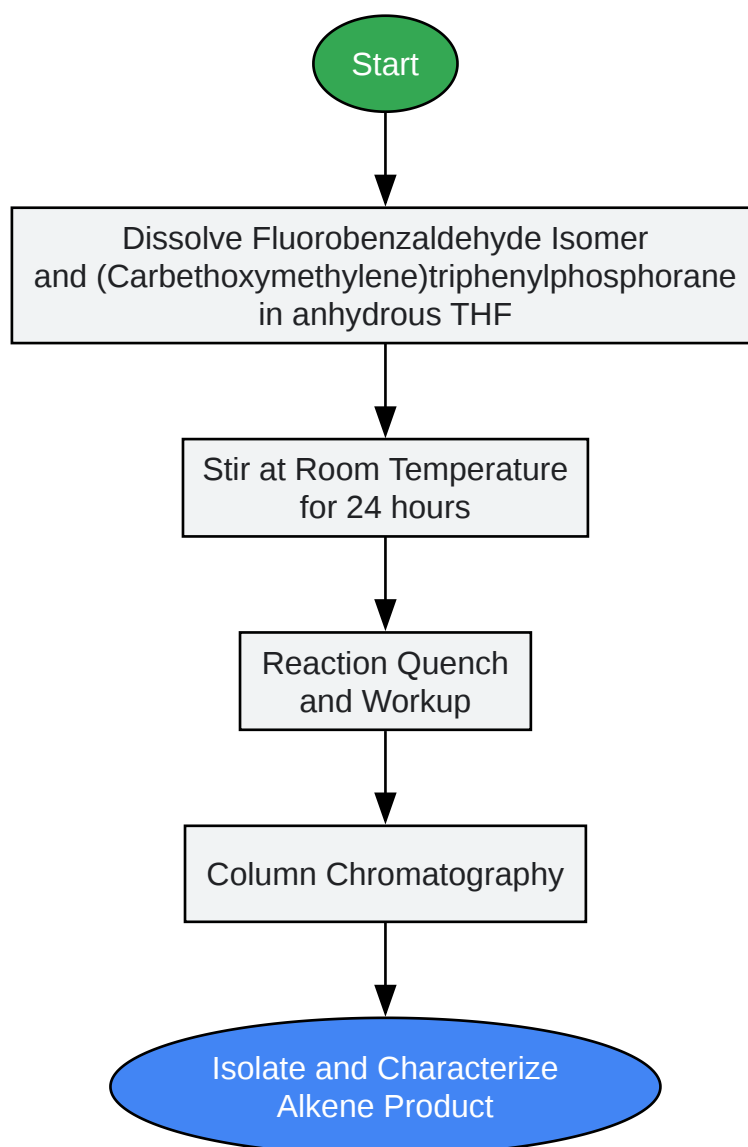 Start
Dissolve Fluorobenzaldehyde Isomer
and (Carbethoxymethylene)triphenylphosphorane
in anhydrous THF
Stir at Room Temperature
for 24 hours
Reaction Quench
and Workup
Column Chromatography
Isolate and Characterize
Alkene Product